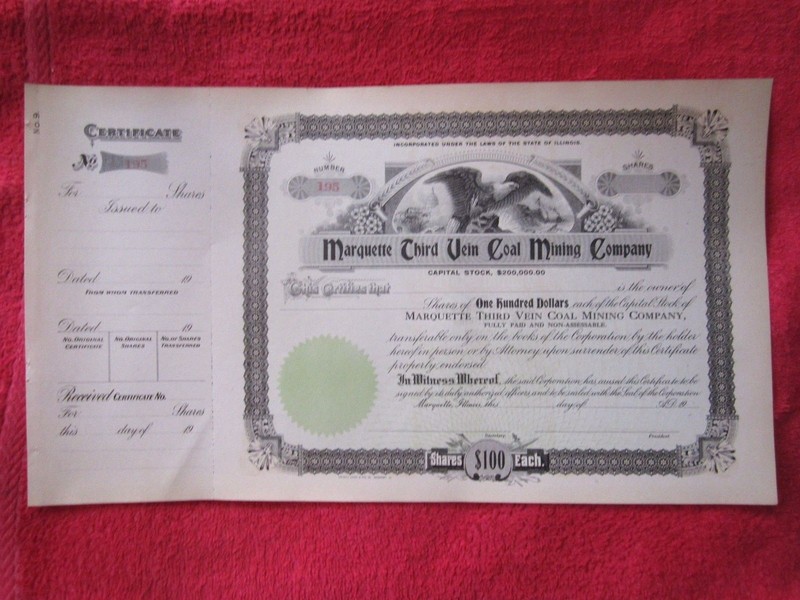 No. 3
CERTIFICATE
No 195
For Shares
Issued to
Dated 19
FROM WHOM TRANSFERRED
Dated 19
NO. ORIGINAL CERTIFICATE
NO. ORIGINAL SHARES
NO. OF SHARES TRANSFERRED
Received CERTIFICATE NO.
For Shares
this day of 19
INCORPORATED UNDER THE LAWS OF THE STATE OF ILLINOIS.
NUMBER
195
SHARES
Marquette Third Vein Coal Mining Company
CAPITAL STOCK, $200,000.00
This Certifies that is the owner of
Shares of One Hundred Dollars each of the Capital Stock of
MARQUETTE THIRD VEIN COAL MINING COMPANY,
FULLY PAID AND NON-ASSESSABLE.
transferable only on the books of the Corporation by the holder
hereof in person or by Attorney upon surrender of this Certificate
properly endorsed.
In Witness Whereof, the said Corporation has caused this Certificate to be
signed by its duly authorized officers and to be sealed with the Seal of the Corporation
Marquette, Illinois, this day of A.D. 19
Secretary President
Shares $100 Each.